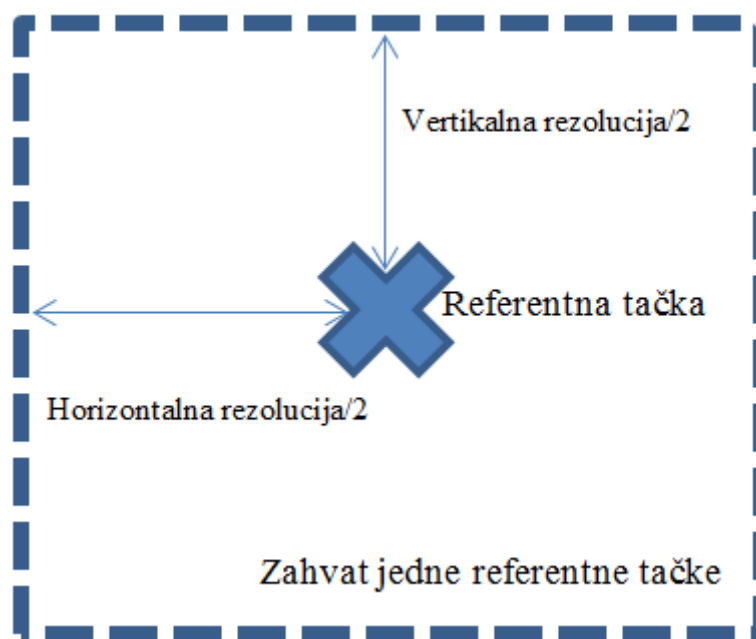 Vertikalna rezolucija/2
Referentna tačka
Horizontalna rezolucija/2
Zahvat jedne referentne tačke